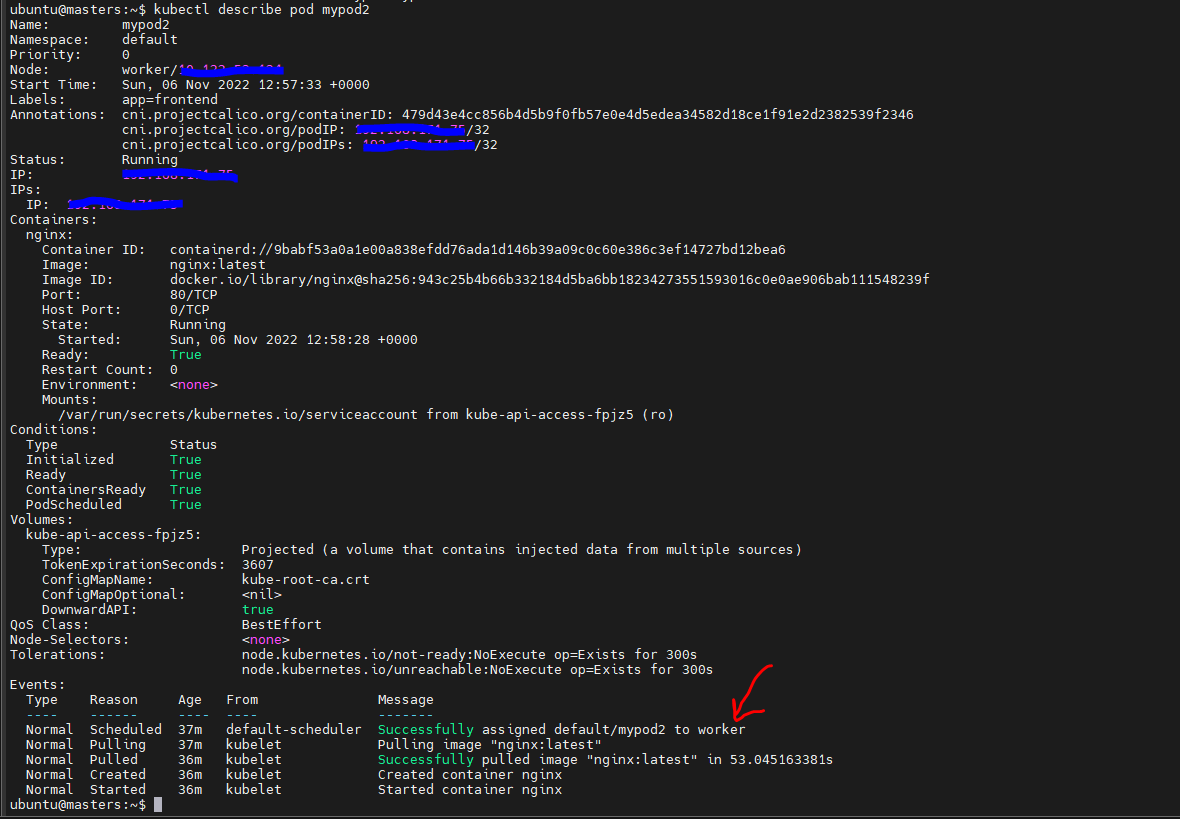 ubuntu@masters:~$ kubectl describe pod mypod2
Name: mypod2
Namespace: default
Priority: 0
Node: worker/
Start Time: Sun, 06 Nov 2022 12:57:33 +0000
Labels: app=frontend
Annotations: cni.projectcalico.org/containerID: 479d43e4cc856b4d5b9f0fb57e0e4d5edea34582d18ce1f91e2d2382539f2346
cni.projectcalico.org/podIP: /32
cni.projectcalico.org/podIPs: /32
Status: Running
IP:
IPs:
IP:
Containers:
nginx:
Container ID: containerd://9babf53a0a1e00a838efdd76ada1d146b39a09c0c60e386c3ef14727bd12bea6
Image: nginx:latest
Image ID: docker.io/library/nginx@sha256:943c25b4b66b332184d5ba6bb18234273551593016c0e0ae906bab111548239f
Port: 80/TCP
Host Port: 0/TCP
State: Running
Started: Sun, 06 Nov 2022 12:58:28 +0000
Ready: True
Restart Count: 0
Environment: <none>
Mounts:
/var/run/secrets/kubernetes.io/serviceaccount from kube-api-access-fpjz5 (ro)
Conditions:
Type Status
Initialized True
Ready True
ContainersReady True
PodScheduled True
Volumes:
kube-api-access-fpjz5:
Type: Projected (a volume that contains injected data from multiple sources)
TokenExpirationSeconds: 3607
ConfigMapName: kube-root-ca.crt
ConfigMapOptional: <nil>
DownwardAPI: true
QoS Class: BestEffort
Node-Selectors: <none>
Tolerations: node.kubernetes.io/not-ready:NoExecute op=Exists for 300s
node.kubernetes.io/unreachable:NoExecute op=Exists for 300s
Events:
Type Reason Age From Message
---- ------ ---- ---- -------
Normal Scheduled 37m default-scheduler Successfully assigned default/mypod2 to worker
Normal Pulling 37m kubelet Pulling image "nginx:latest"
Normal Pulled 36m kubelet Successfully pulled image "nginx:latest" in 53.045163381s
Normal Created 36m kubelet Created container nginx
Normal Started 36m kubelet Started container nginx
ubuntu@masters:~$